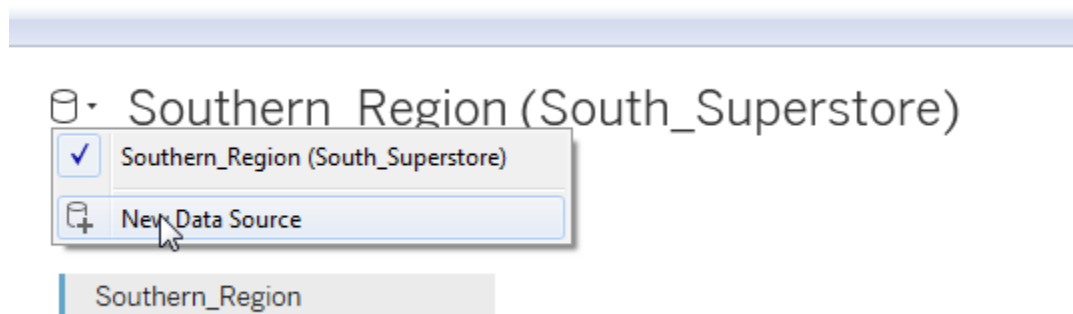 Southern_Region (South_Superstore)
Southern_Region (South_Superstore)
New Data Source
Southern_Region